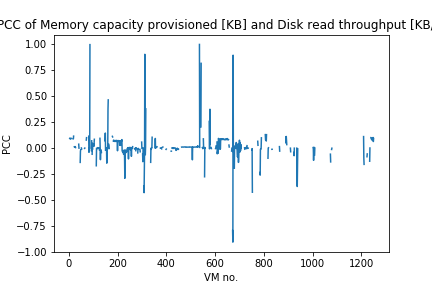 PCC of Memory capacity provisioned [KB] and Disk read throughput [KB/
1.00
0.75
0.50
0.25
0.00
−0.25
−0.50
−0.75
−1.00
PCC
0 200 400 600 800 1000 1200
VM no.